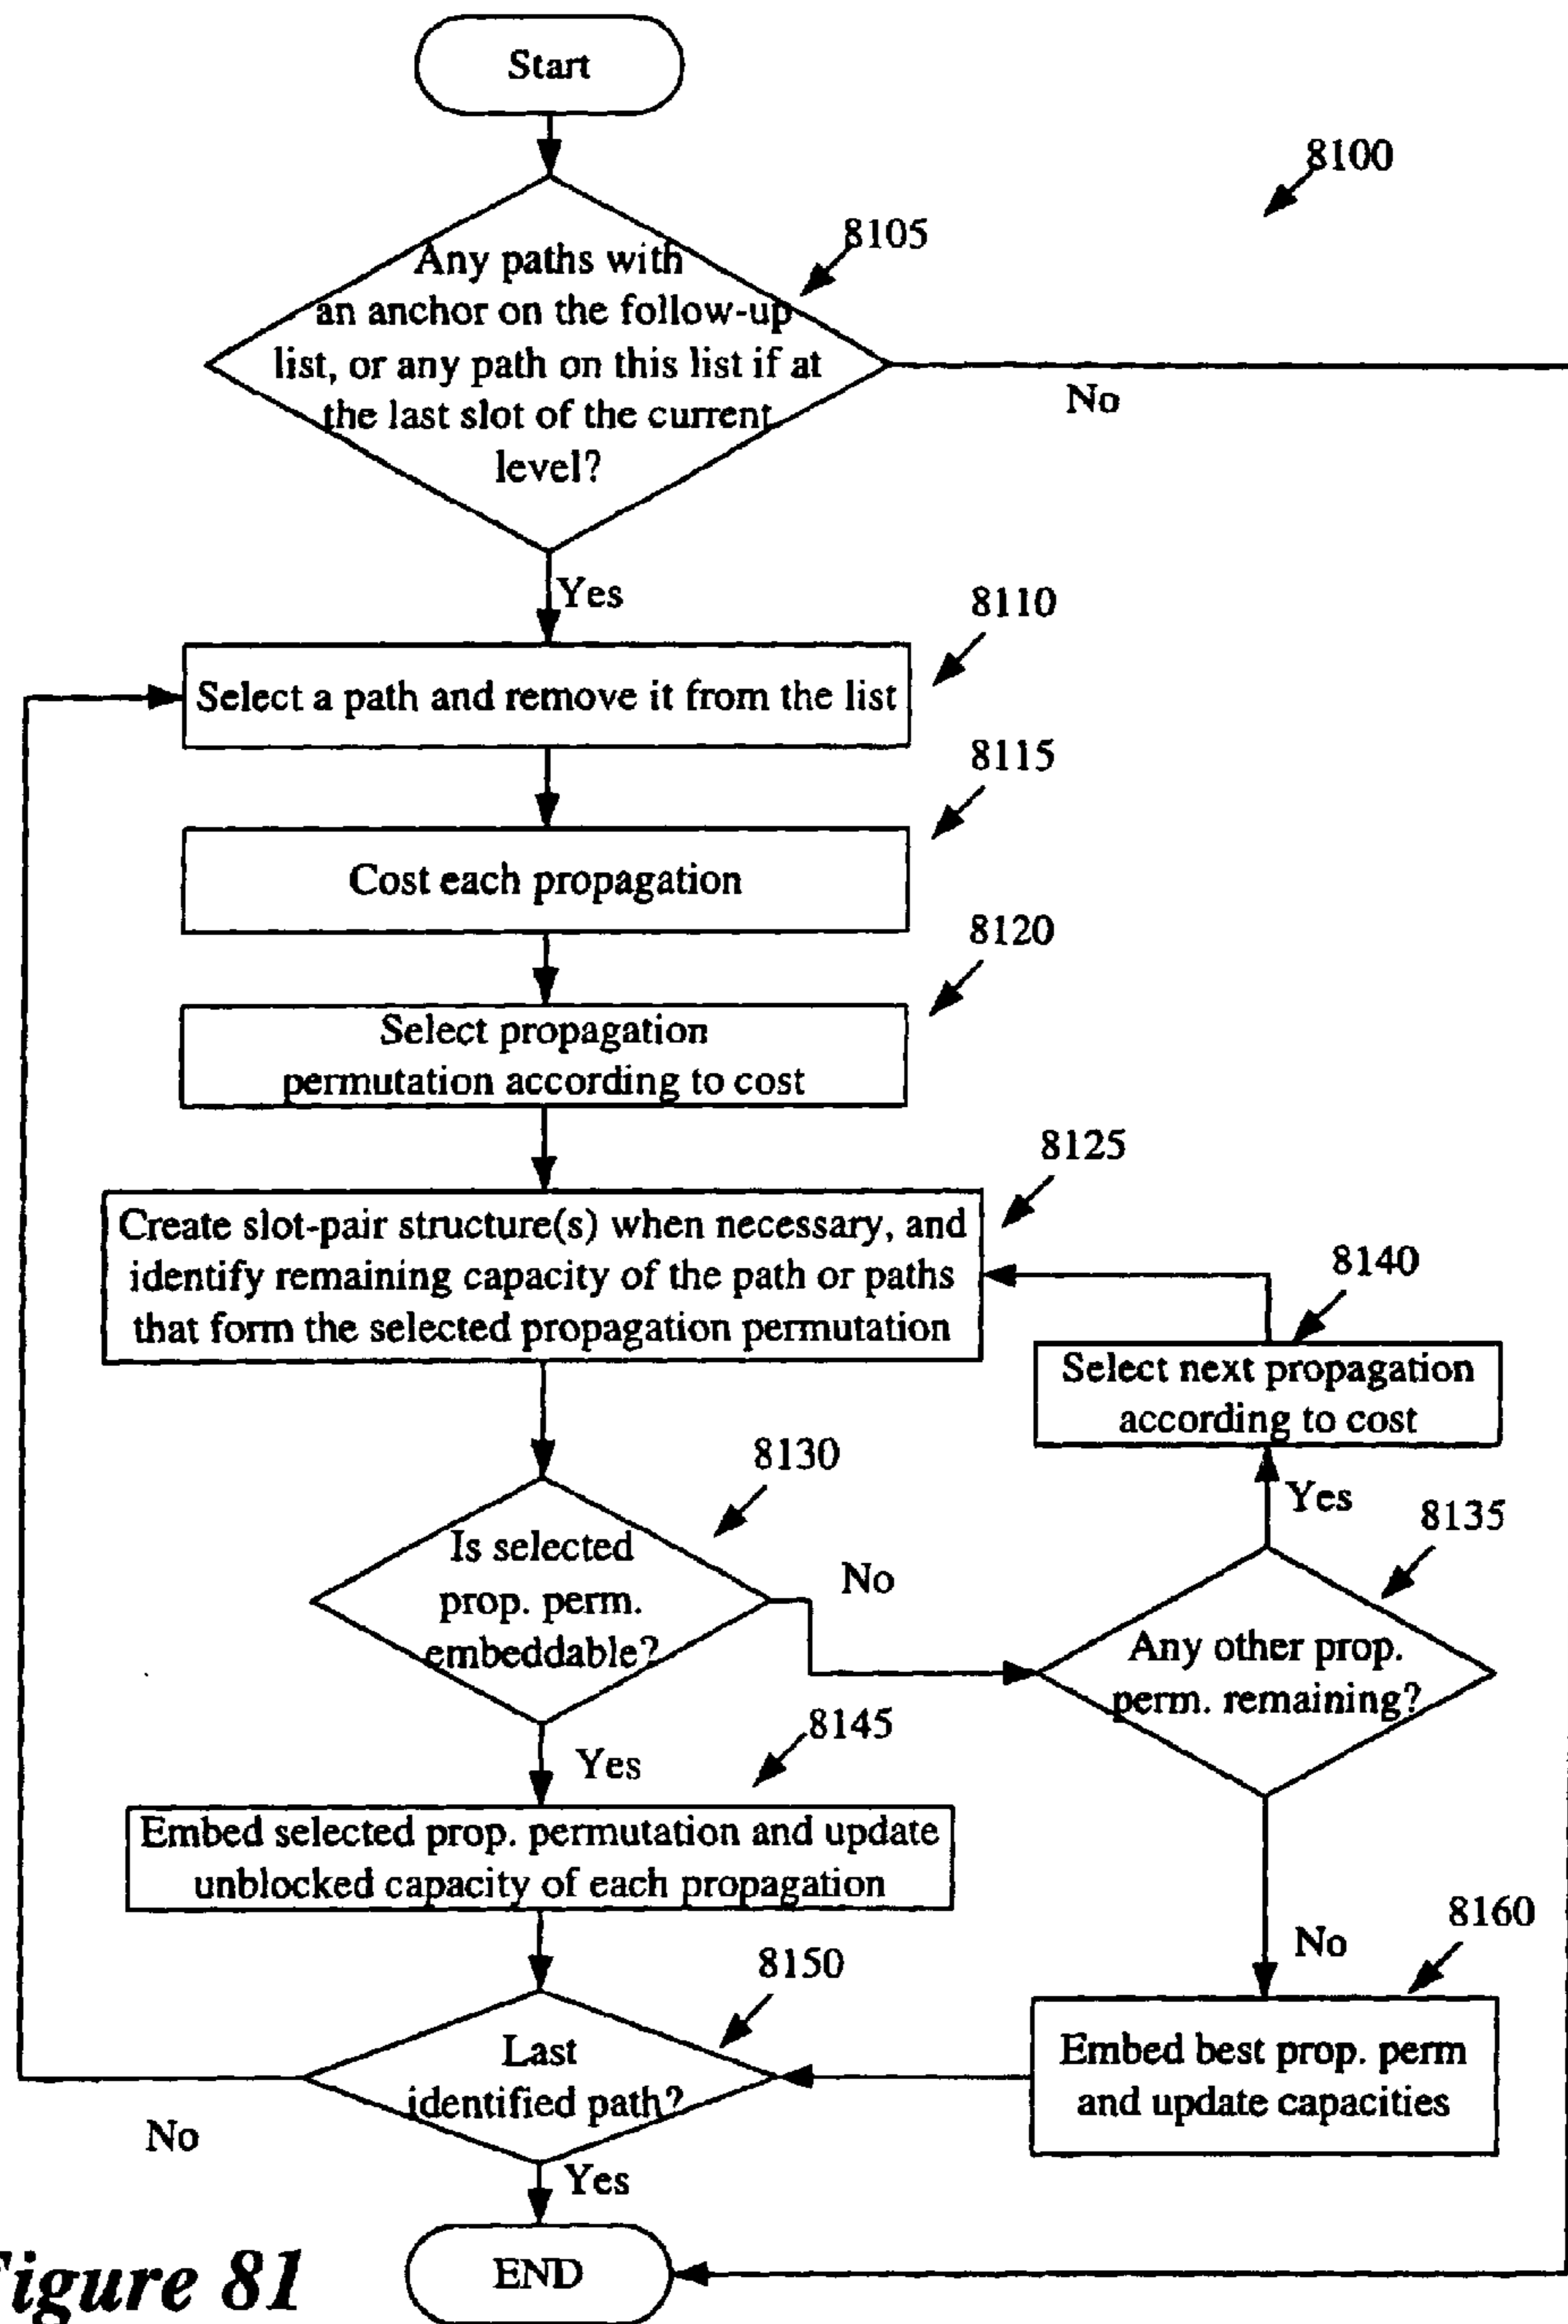 Start
8100
8105
Any paths with
an anchor on the follow-up
list, or any path on this list if at
the last slot of the current
level?
No
Yes
8110
Select a path and remove it from the list
8115
Cost each propagation
8120
Select propagation
permutation according to cost
8125
Create slot-pair structure(s) when necessary, and
identify remaining capacity of the path or paths
that form the selected propagation permutation
8140
Select next propagation
according to cost
8130
Is selected
prop. perm.
embeddable?
No
Yes
8135
Any other prop.
perm. remaining?
8145
Yes
Embed selected prop. permutation and update
unblocked capacity of each propagation
8160
No
8150
Last
identified path?
Embed best prop. perm
and update capacities
No
Yes
END
Figure 81